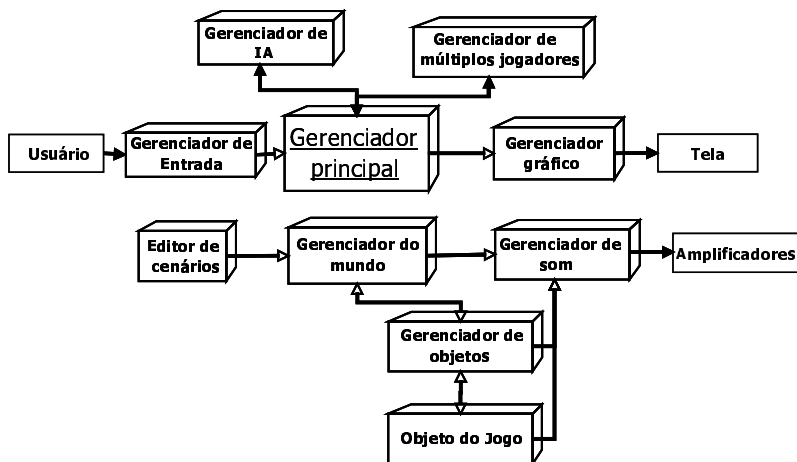 Gerenciador de
IA
Gerenciador de
múltiplos jogadores
Usuário
Gerenciador de
Entrada
Gerenciador
principal
Gerenciador
gráfico
Tela
Editor de
cenários
Gerenciador do
mundo
Gerenciador de
som
Amplificadores
Gerenciador de
objetos
Objeto do Jogo